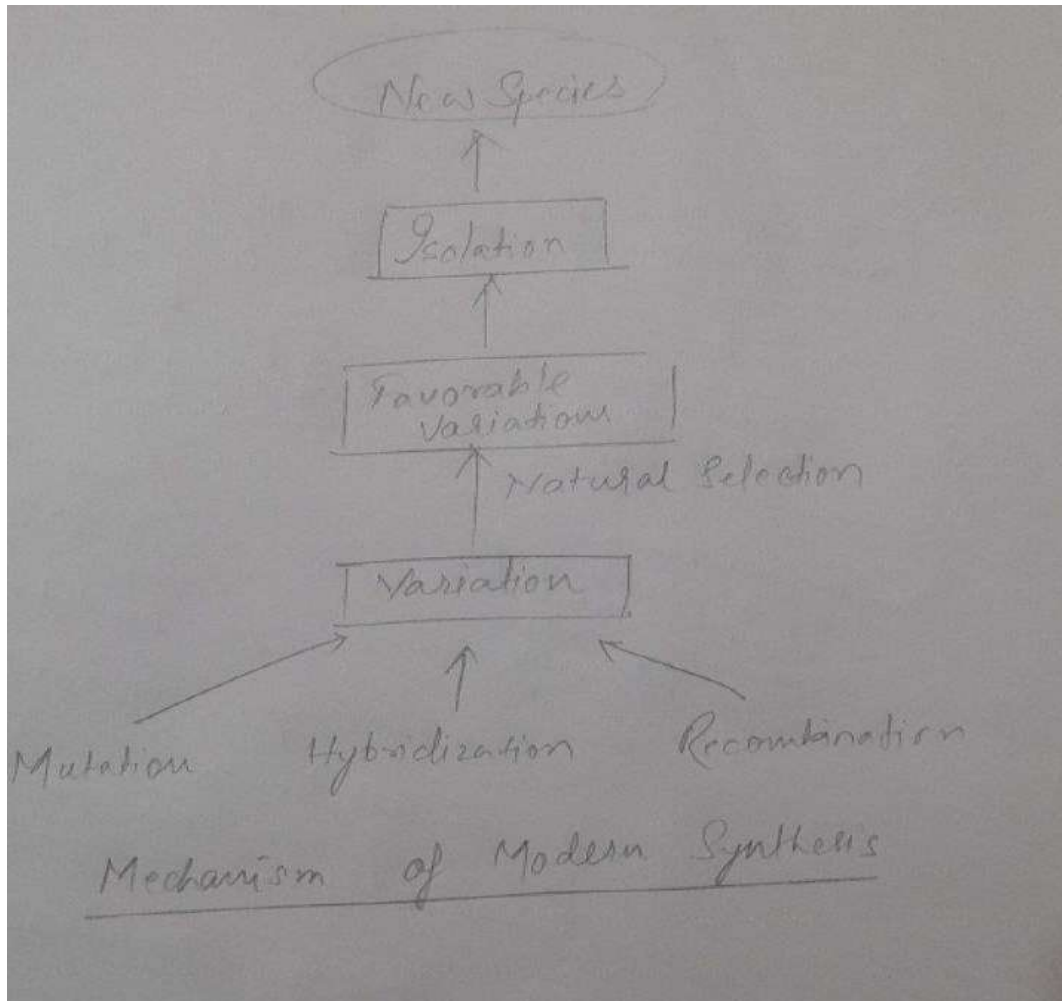 New Species
Isolation
Favorable
Variations
Natural Selection
Variation
Mutation
Hybridization
Recombination
Mechanism of Modern Synthesis